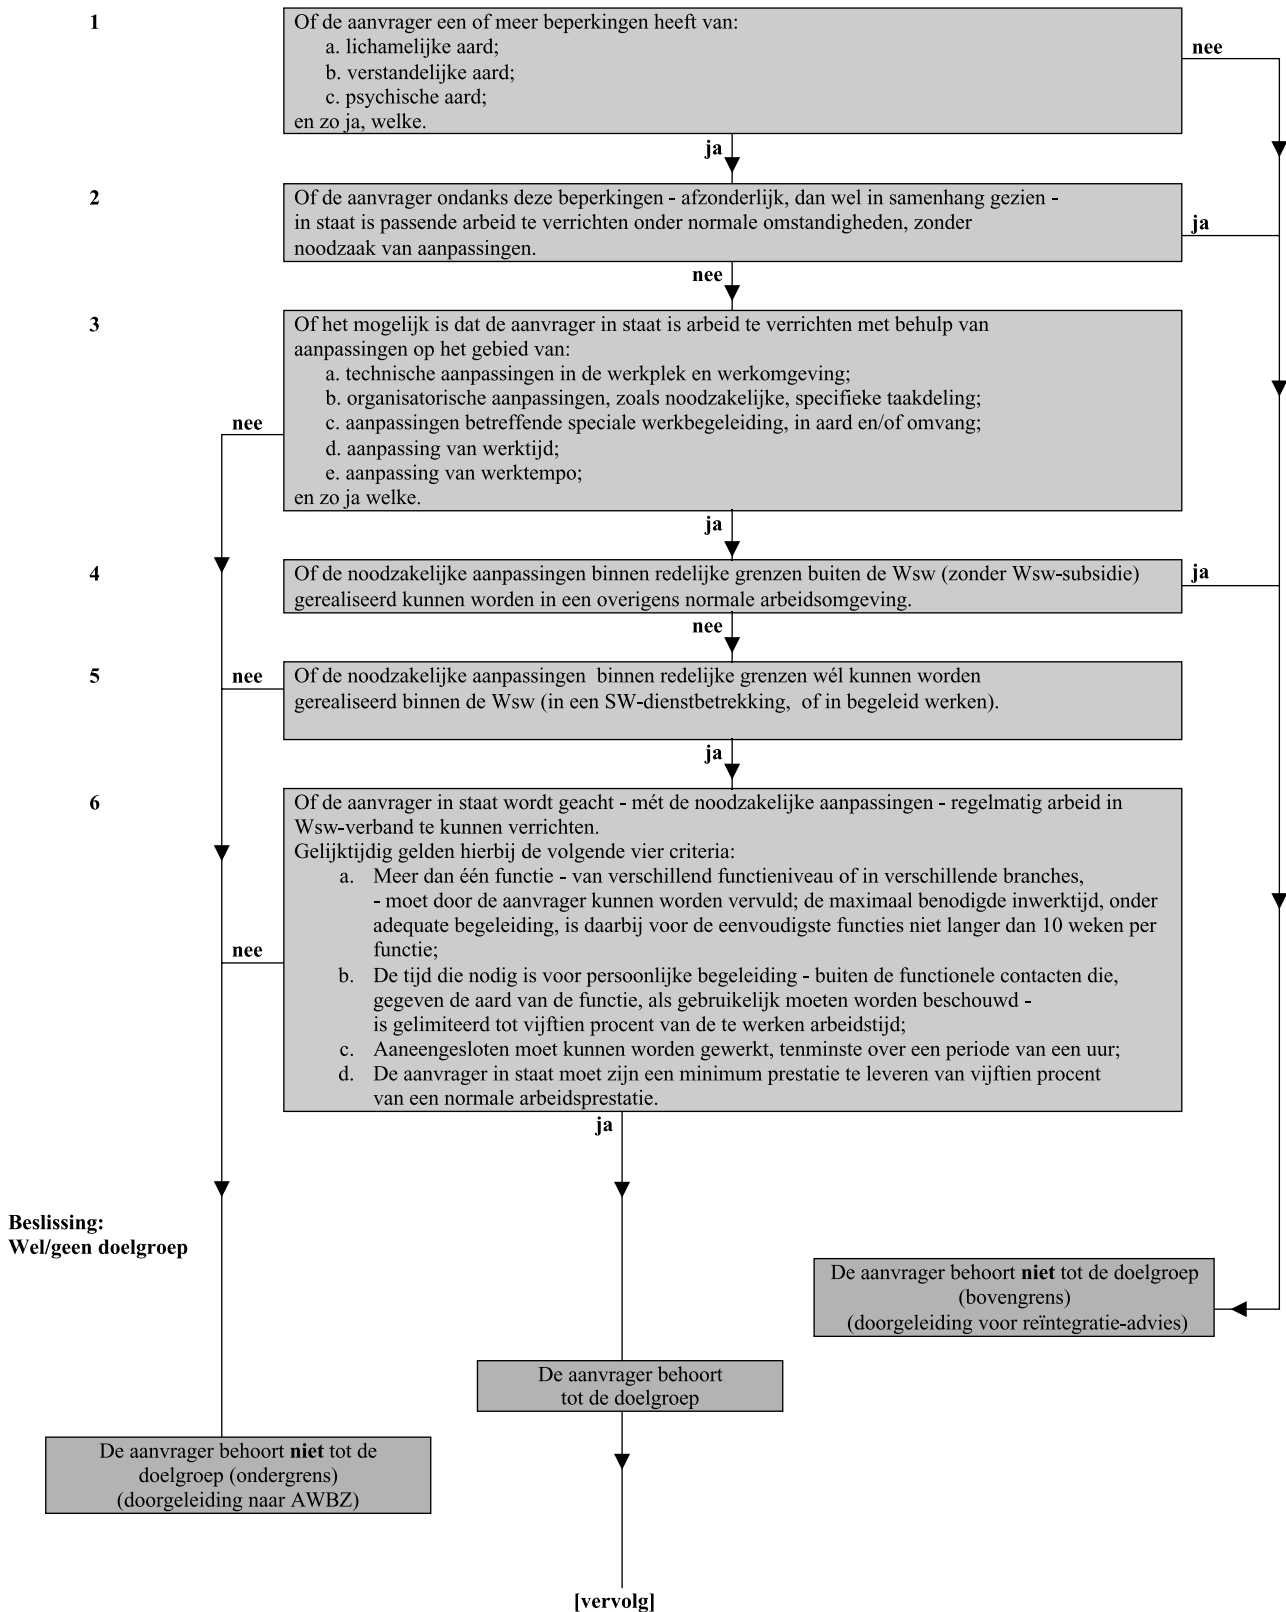 1
Of de aanvrager een of meer beperkingen heeft van:
a. lichamelijke aard;
b. verstandelijke aard;
c. psychische aard;
en zo ja, welke.
nee
ja
2
Of de aanvrager ondanks deze beperkingen - afzonderlijk, dan wel in samenhang gezien -
in staat is passende arbeid te verrichten onder normale omstandigheden, zonder
noodzaak van aanpassingen.
ja
nee
3
Of het mogelijk is dat de aanvrager in staat is arbeid te verrichten met behulp van
aanpassingen op het gebied van:
a. technische aanpassingen in de werkplek en werkomgeving;
b. organisatorische aanpassingen, zoals noodzakelijke, specifieke taakdeling;
c. aanpassingen betreffende speciale werkbegeleiding, in aard en/of omvang;
d. aanpassing van werktijd;
e. aanpassing van werktempo;
en zo ja welke.
nee
ja
4
Of de noodzakelijke aanpassingen binnen redelijke grenzen buiten de Wsw (zonder Wsw-subsidie)
gerealiseerd kunnen worden in een overigens normale arbeidsomgeving.
ja
nee
5
Of de noodzakelijke aanpassingen binnen redelijke grenzen wél kunnen worden
gerealiseerd binnen de Wsw (in een SW-dienstbetrekking, of in begeleid werken).
nee
ja
6
Of de aanvrager in staat wordt geacht - mét de noodzakelijke aanpassingen - regelmatig arbeid in
Wsw-verband te kunnen verrichten.
Gelijktijdig gelden hierbij de volgende vier criteria:
a. Meer dan één functie - van verschillend functieniveau of in verschillende branches,
- moet door de aanvrager kunnen worden vervuld; de maximaal benodigde inwerktijd, onder
adequate begeleiding, is daarbij voor de eenvoudigste functies niet langer dan 10 weken per
functie;
b. De tijd die nodig is voor persoonlijke begeleiding - buiten de functionele contacten die,
gegeven de aard van de functie, als gebruikelijk moeten worden beschouwd -
is gelimiteerd tot vijftien procent van de te werken arbeidstijd;
c. Aaneengesloten moet kunnen worden gewerkt, tenminste over een periode van een uur;
d. De aanvrager in staat moet zijn een minimum prestatie te leveren van vijftien procent
van een normale arbeidsprestatie.
nee
ja
Beslissing:
Wel/geen doelgroep
De aanvrager behoort niet tot de doelgroep
(bovengrens)
(doorgeleiding voor reïntegratie-advies)
De aanvrager behoort
tot de doelgroep
De aanvrager behoort niet tot de
doelgroep (ondergrens)
(doorgeleiding naar AWBZ)
[vervolg]